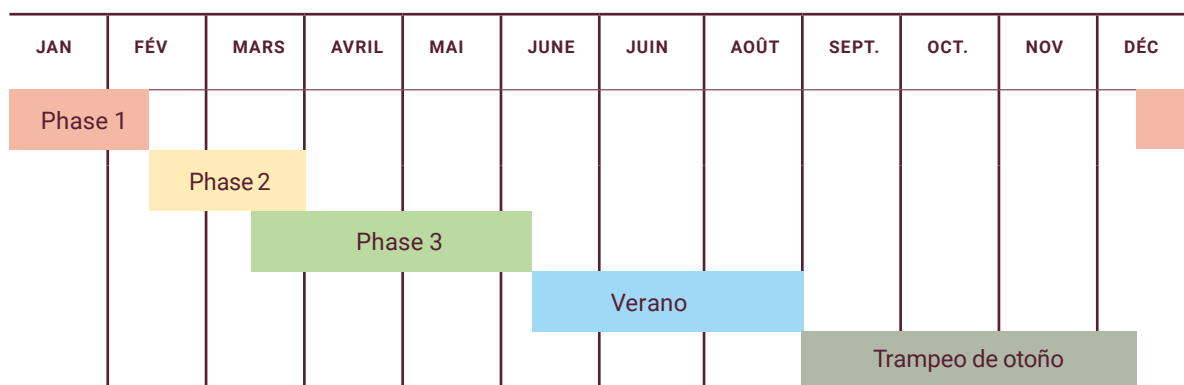 JAN FÉV MARS AVRIL MAI JUNE JUIN AOÛT SEPT. OCT. NOV DÉC
Phase 1
Phase 2
Phase 3
Verano
Trampeo de otoño